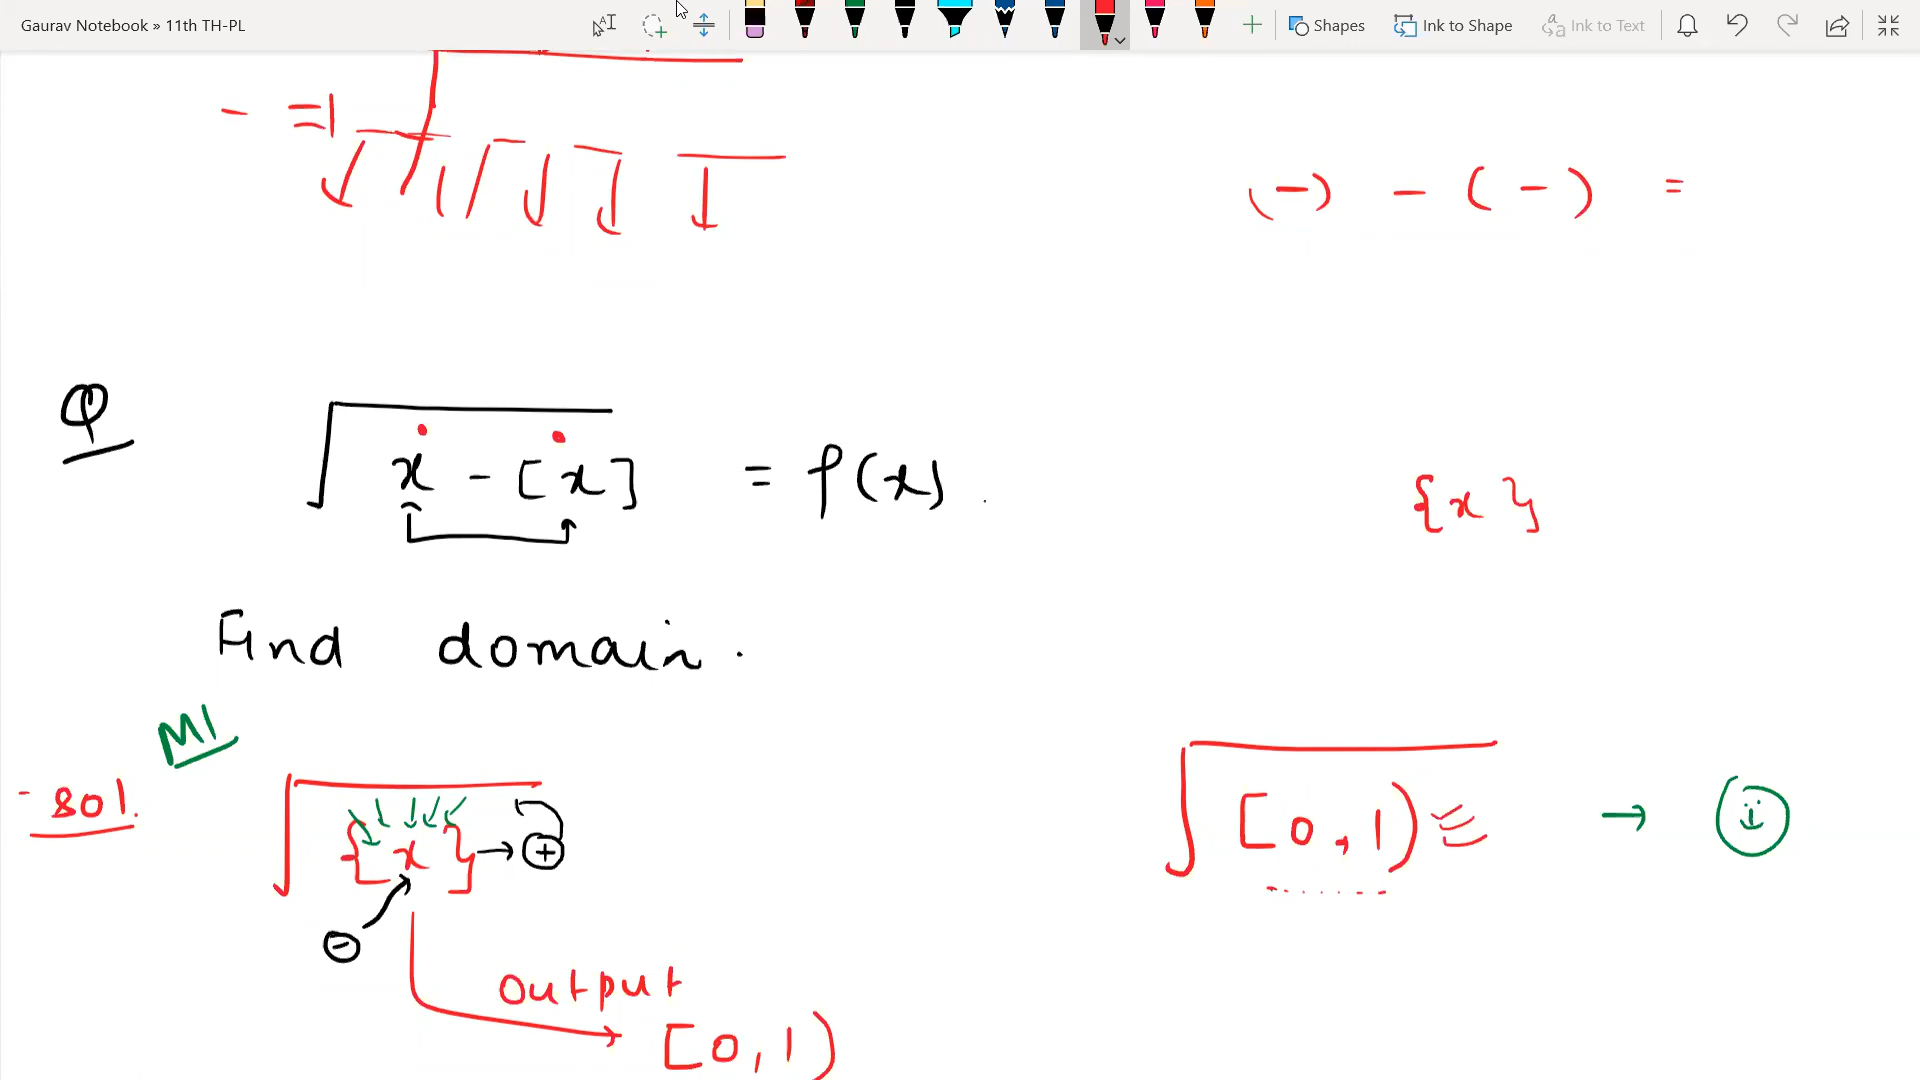 Gaurav Notebook » 11th TH-PL
Shapes
Ink to Shape
Ink to Text
- =
(-) - (-) =
Q
√x - [x] = f(x).
{x}
Find domain.
M1
sol.
√{x} → +
√[0,1) →
-
output
[0,1)